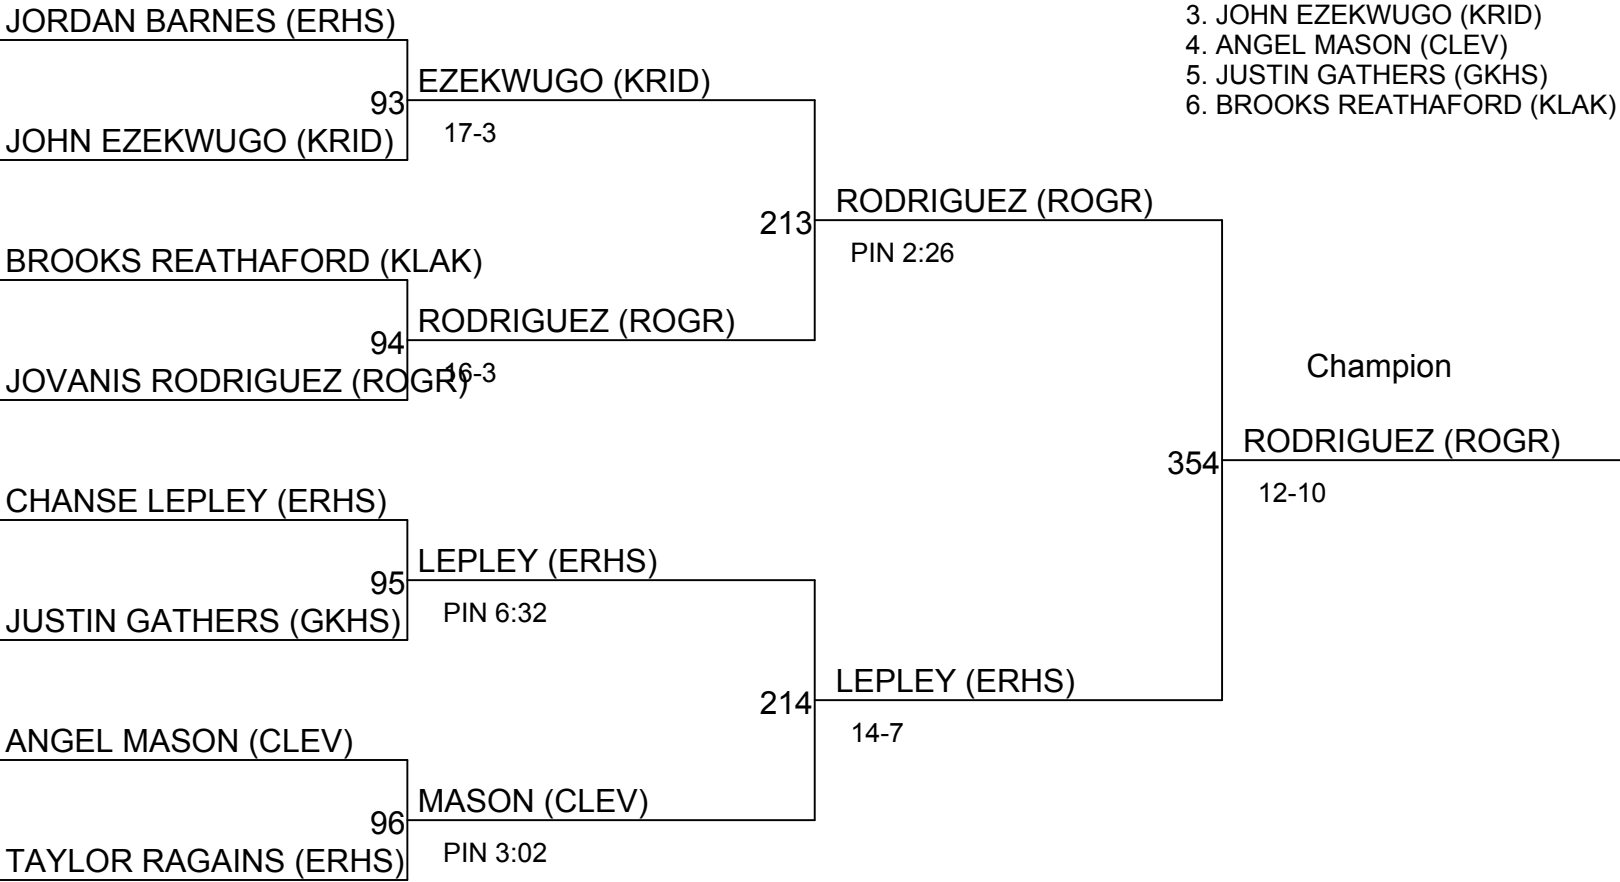 JORDAN BARNES (ERHS)
3. JOHN EZEKWUGO (KRID)
4. ANGEL MASON (CLEV)
5. JUSTIN GATHERS (GKHS)
6. BROOKS REATHAFORD (KLAK)
EZEKWUGO (KRID)
93
17-3
JOHN EZEKWUGO (KRID)
RODRIGUEZ (ROGR)
213
PIN 2:26
BROOKS REATHAFORD (KLAK)
RODRIGUEZ (ROGR)
94
16-3
JOVANIS RODRIGUEZ (ROGR)
Champion
RODRIGUEZ (ROGR)
354
12-10
CHANSE LEPLEY (ERHS)
LEPLEY (ERHS)
95
PIN 6:32
JUSTIN GATHERS (GKHS)
LEPLEY (ERHS)
214
14-7
ANGEL MASON (CLEV)
MASON (CLEV)
96
PIN 3:02
TAYLOR RAGAINS (ERHS)